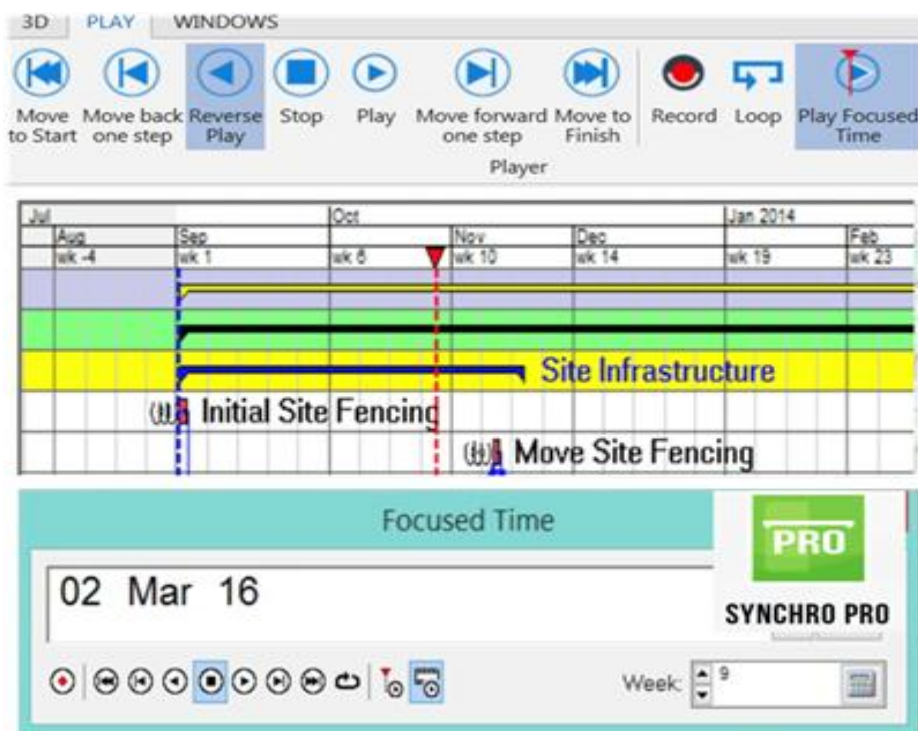 3D PLAY WINDOWS
Move to Start
Move back one step
Reverse Play
Stop
Play
Move forward one step
Move to Finish
Record
Loop
Play Focused Time
Player
Jul Oct Jan 2014
Aug Sep Nov Dec Feb
wk -4 wk 1 wk 6 wk 10 wk 14 wk 19 wk 23
Site Infrastructure
Initial Site Fencing
Move Site Fencing
Focused Time
PRO
02 Mar 16
SYNCHRO PRO
Week: 9